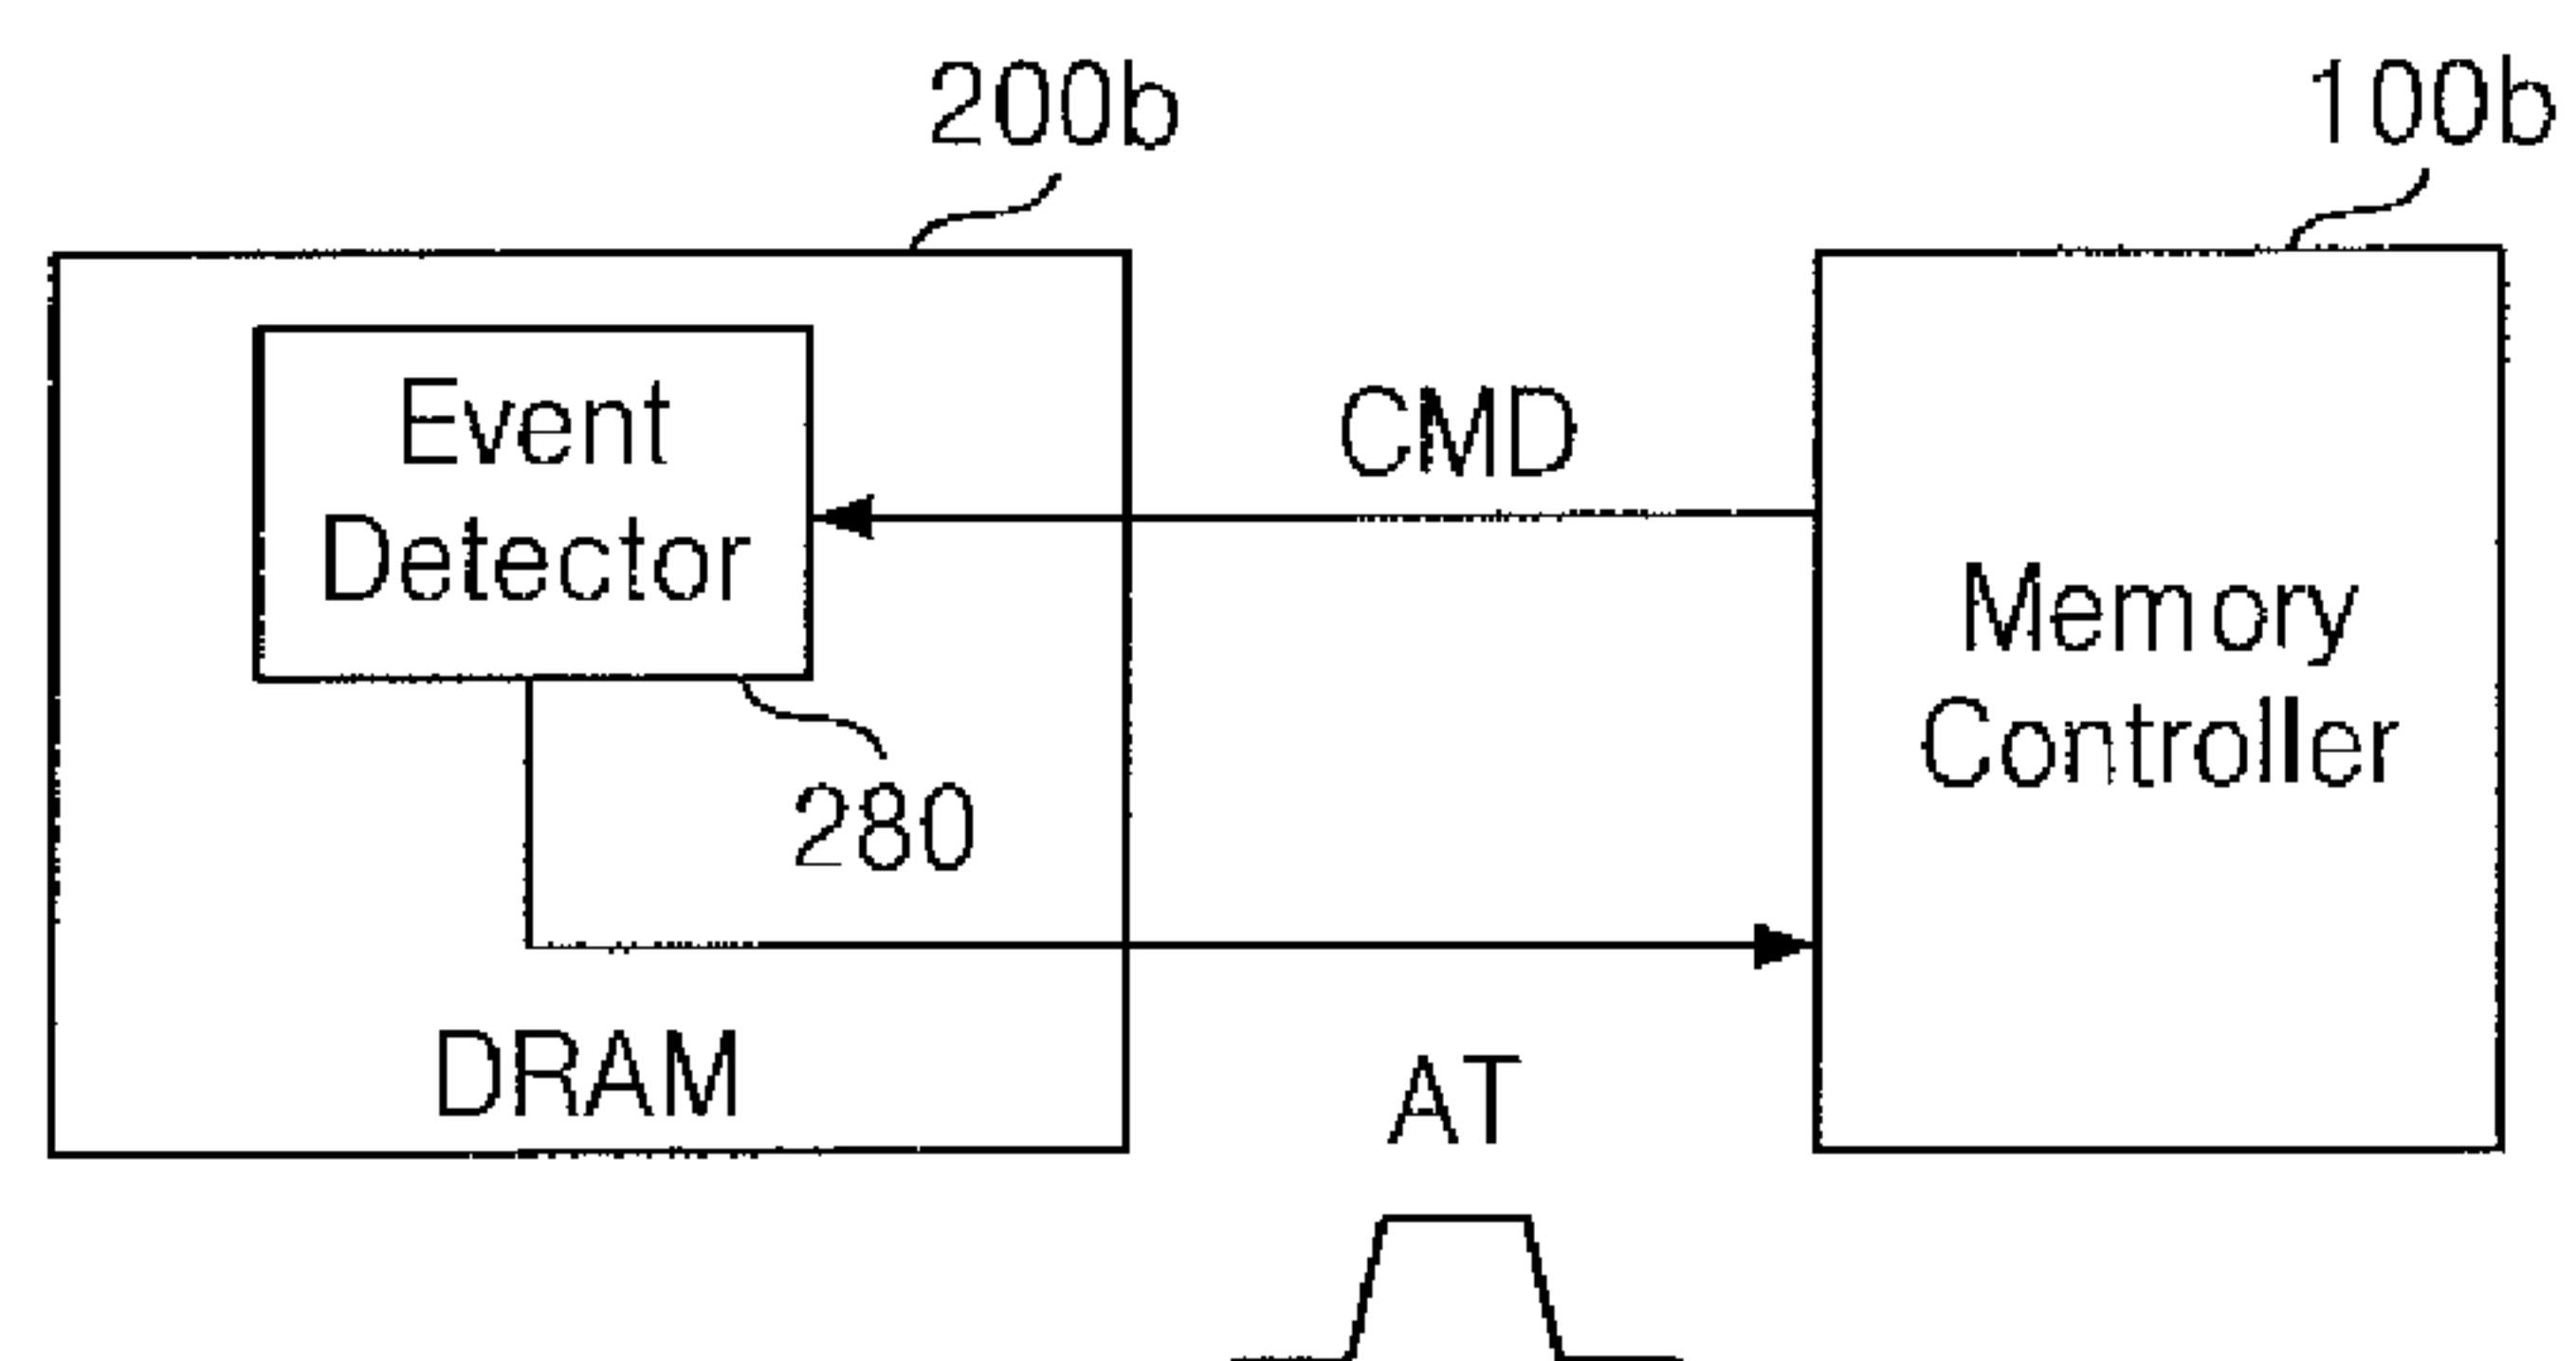 200b
100b
Event
Detector
CMD
Memory
Controller
280
DRAM
AT